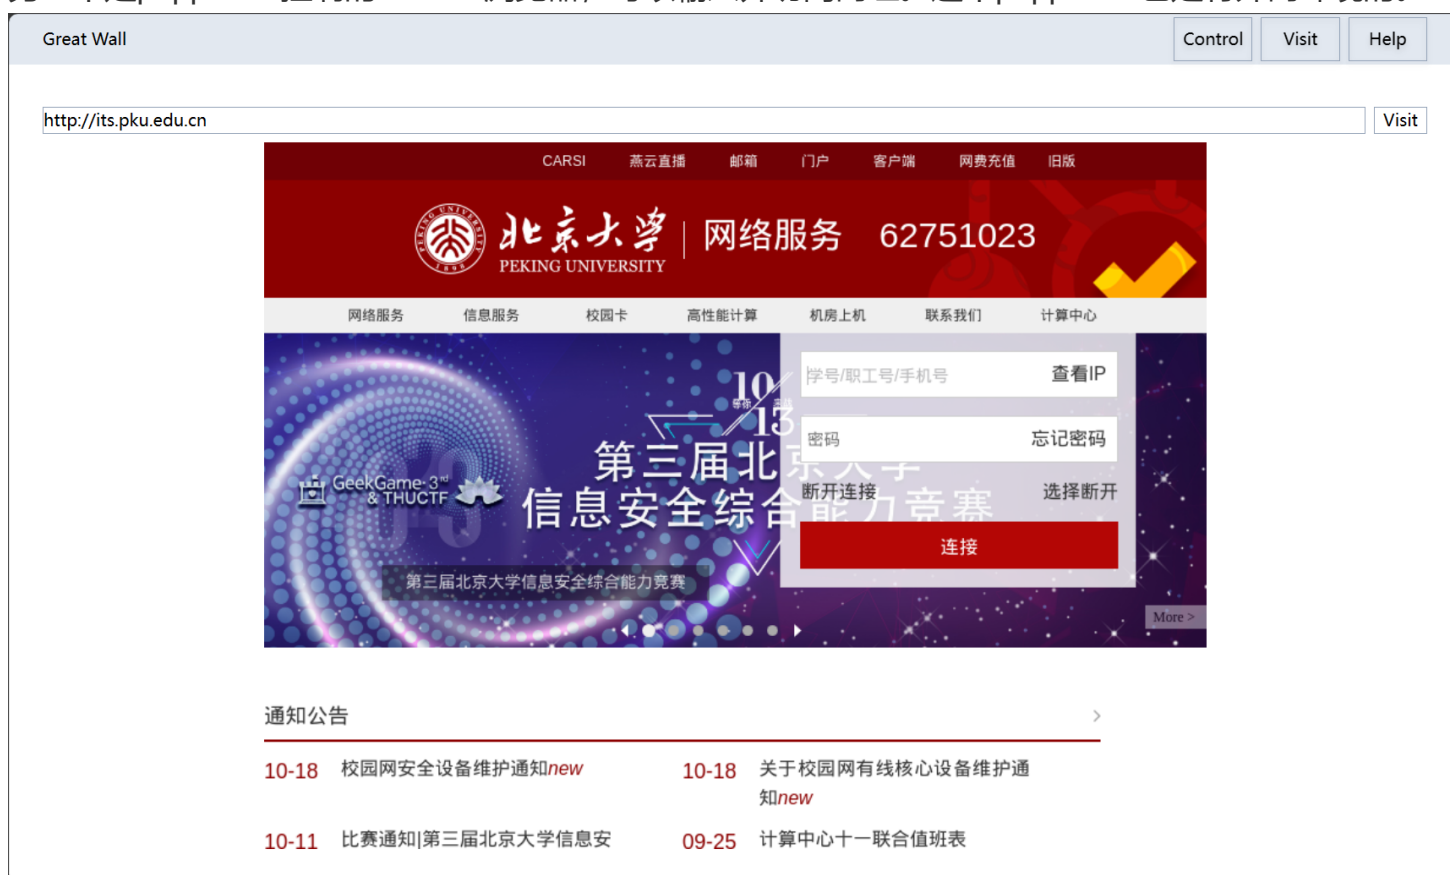 Great Wall
Control
Visit
Help
http://its.pku.edu.cn
Visit
CARSI 燕云直播 邮箱 门户 客户端 网费充值 旧版
北京大学 网络服务 62751023
PEKING UNIVERSITY
网络服务 信息服务 校园卡 高性能计算 机房上机 联系我们 计算中心
10
13
第三届北京大学
信息安全综合能力竞赛
GeekGame 3rd
& THUCTF
第三届北京大学信息安全综合能力竞赛
学号/职工号/手机号 查看IP
密码 忘记密码
断开连接 选择断开
连接
More >
通知公告
10-18 校园网安全设备维护通知new
10-18 关于校园网有线核心设备维护通
知new
10-11 比赛通知|第三届北京大学信息安
09-25 计算中心十一联合值班表